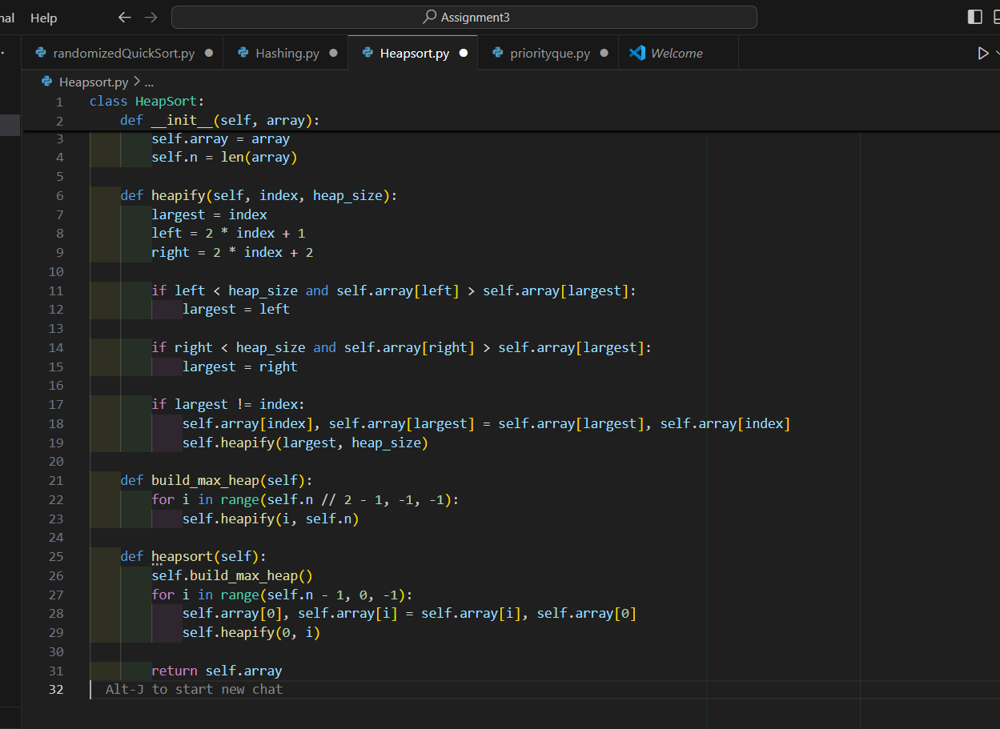 nal Help Assignment3
randomizedQuickSort.py Hashing.py Heapsort.py priorityque.py Welcome
Heapsort.py > ...
1 class HeapSort:
2     def __init__(self, array):
3         self.array = array
4         self.n = len(array)
5
6     def heapify(self, index, heap_size):
7         largest = index
8         left = 2 * index + 1
9         right = 2 * index + 2
10
11         if left < heap_size and self.array[left] > self.array[largest]:
12             largest = left
13
14         if right < heap_size and self.array[right] > self.array[largest]:
15             largest = right
16
17         if largest != index:
18             self.array[index], self.array[largest] = self.array[largest], self.array[index]
19             self.heapify(largest, heap_size)
20
21     def build_max_heap(self):
22         for i in range(self.n // 2 - 1, -1, -1):
23             self.heapify(i, self.n)
24
25     def heapsort(self):
26         self.build_max_heap()
27         for i in range(self.n - 1, 0, -1):
28             self.array[0], self.array[i] = self.array[i], self.array[0]
29             self.heapify(0, i)
30
31         return self.array
32 Alt-J to start new chat